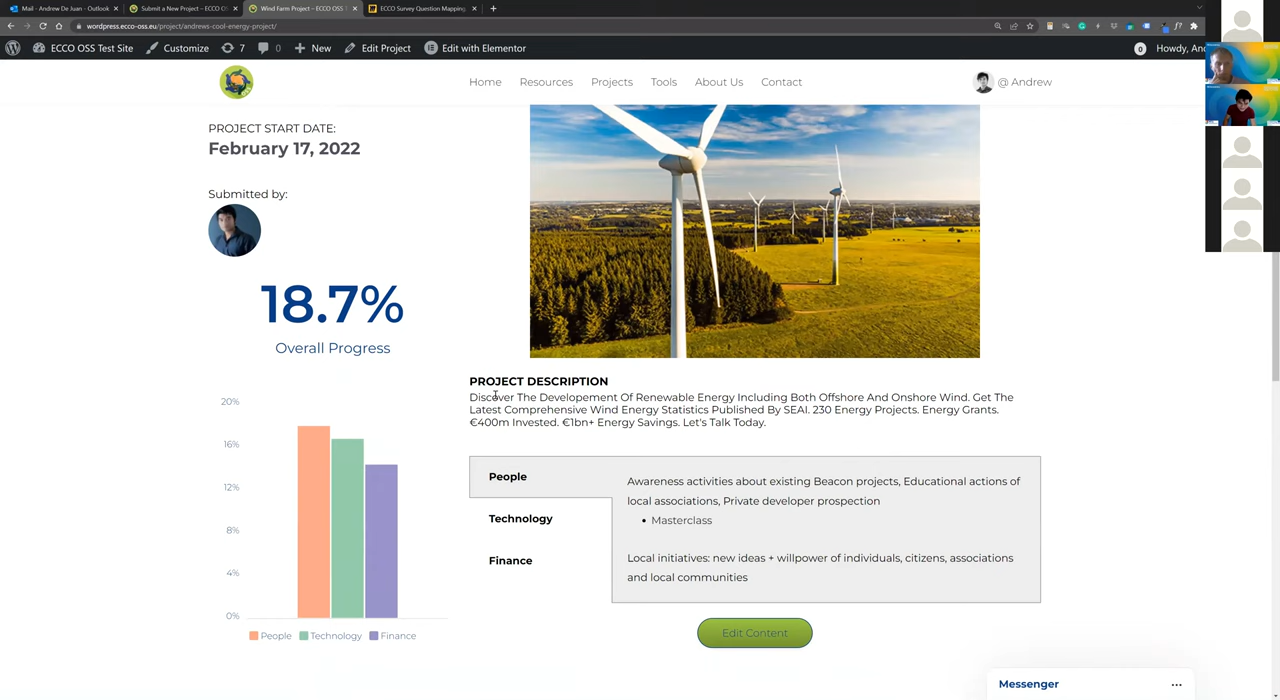 Mail - Andrew De Juan - Outlook
Submit a New Project – ECCO OSS
Wind Farm Project – ECCO OSS
ECCO Survey Question Mapping
wordpress.ecco-oss.eu/project/andrews-cool-energy-project/
ECCO OSS Test Site
Customize
7
0
New
Edit Project
Edit with Elementor
0
Howdy, And
Home
Resources
Projects
Tools
About Us
Contact
@ Andrew
PROJECT START DATE:
February 17, 2022
Submitted by:
18.7%
Overall Progress
20%
16%
12%
8%
4%
0%
People
Technology
Finance
PROJECT DESCRIPTION
Discover The Developement Of Renewable Energy Including Both Offshore And Onshore Wind. Get The
Latest Comprehensive Wind Energy Statistics Published By SEAI. 230 Energy Projects. Energy Grants.
€400m Invested. €1bn+ Energy Savings. Let's Talk Today.
People
Technology
Finance
Awareness activities about existing Beacon projects, Educational actions of
local associations, Private developer prospection
• Masterclass
Local initiatives: new ideas + willpower of individuals, citizens, associations
and local communities
Edit Content
Messenger